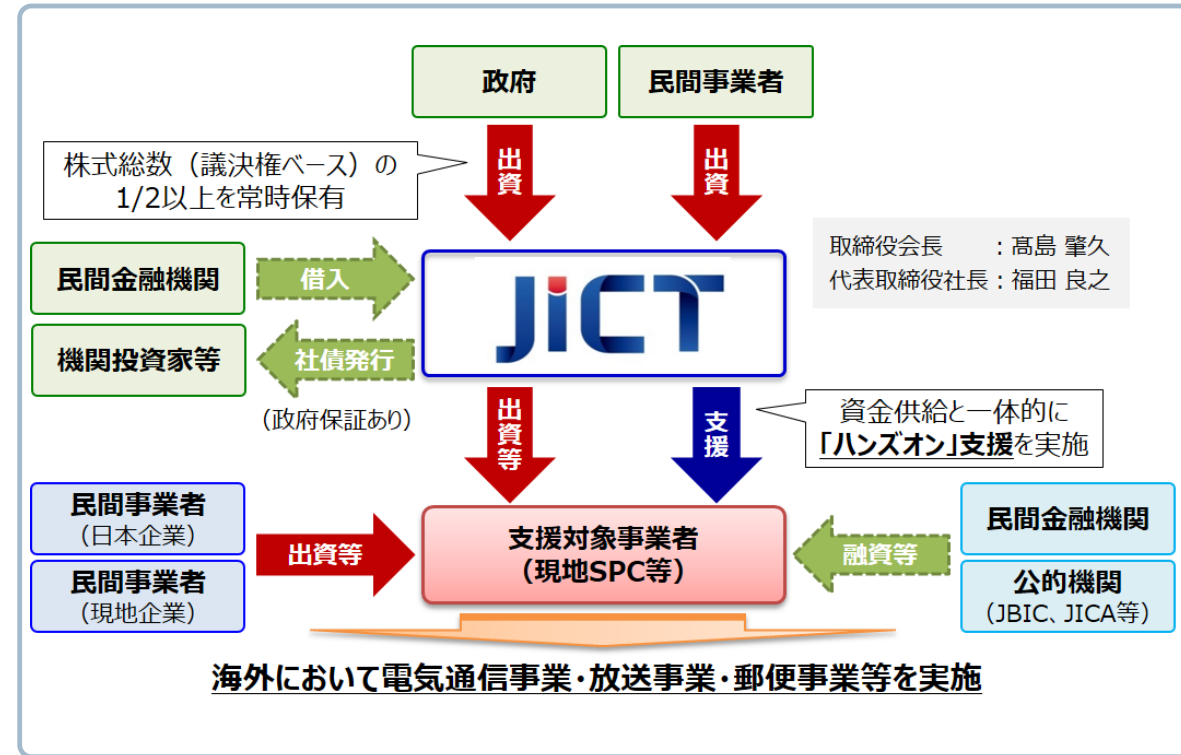 政府
民間事業者
出資
出資
株式総数（議決権ベース）の
1/2以上を常時保有
取締役会長　　：髙島 肇久
代表取締役社長：福田 良之
民間金融機関
借入
JiCT
機関投資家等
社債発行
（政府保証あり）
出資等
支援
資金供給と一体的に
「ハンズオン」支援を実施
民間事業者
（日本企業）
民間事業者
（現地企業）
出資等
支援対象事業者
（現地SPC等）
融資等
民間金融機関
公的機関
（JBIC、JICA等）
海外において電気通信事業・放送事業・郵便事業等を実施